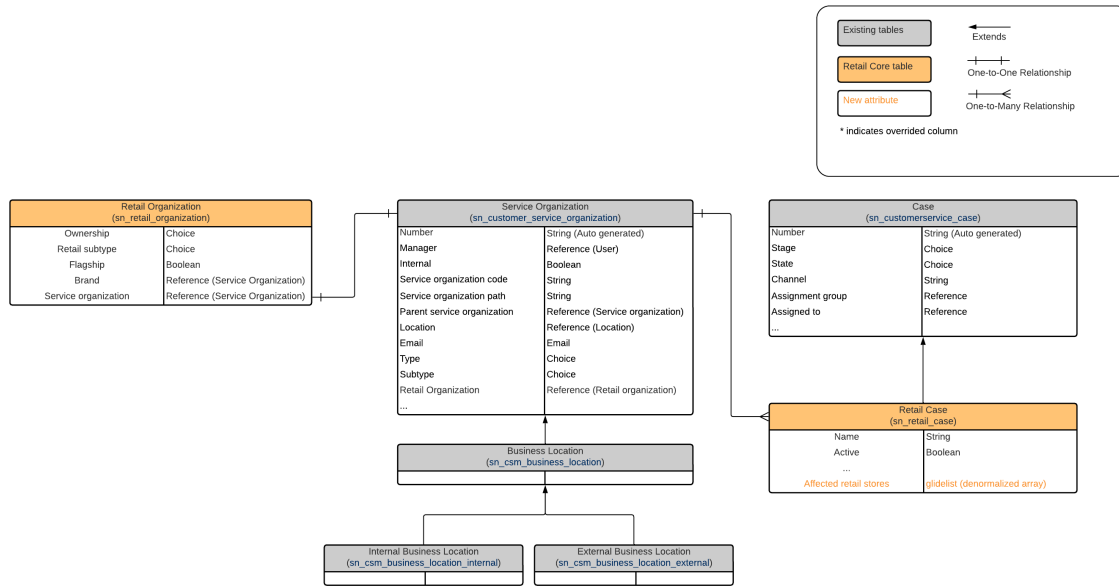 Existing tables
Extends
Retail Core table
One-to-One Relationship
New attribute
One-to-Many Relationship
* indicates overrided column
Retail Organization
(sn_retail_organization)
Ownership Choice
Retail subtype Choice
Flagship Boolean
Brand Reference (Service Organization)
Service organization Reference (Service Organization)
Service Organization
(sn_customer_service_organization)
Number String (Auto generated)
Manager Reference (User)
Internal Boolean
Service organization code String
Service organization path String
Parent service organization Reference (Service organization)
Location Reference (Location)
Email Email
Type Choice
Subtype Choice
Retail Organization Reference (Retail organization)
...
Case
(sn_customerservice_case)
Number String (Auto generated)
Stage Choice
State Choice
Channel String
Assignment group Reference
Assigned to Reference
...
Retail Case
(sn_retail_case)
Name String
Active Boolean
...
Affected retail stores glidelist (denormalized array)
Business Location
(sn_csm_business_location)
Internal Business Location
(sn_csm_business_location_internal)
External Business Location
(sn_csm_business_location_external)